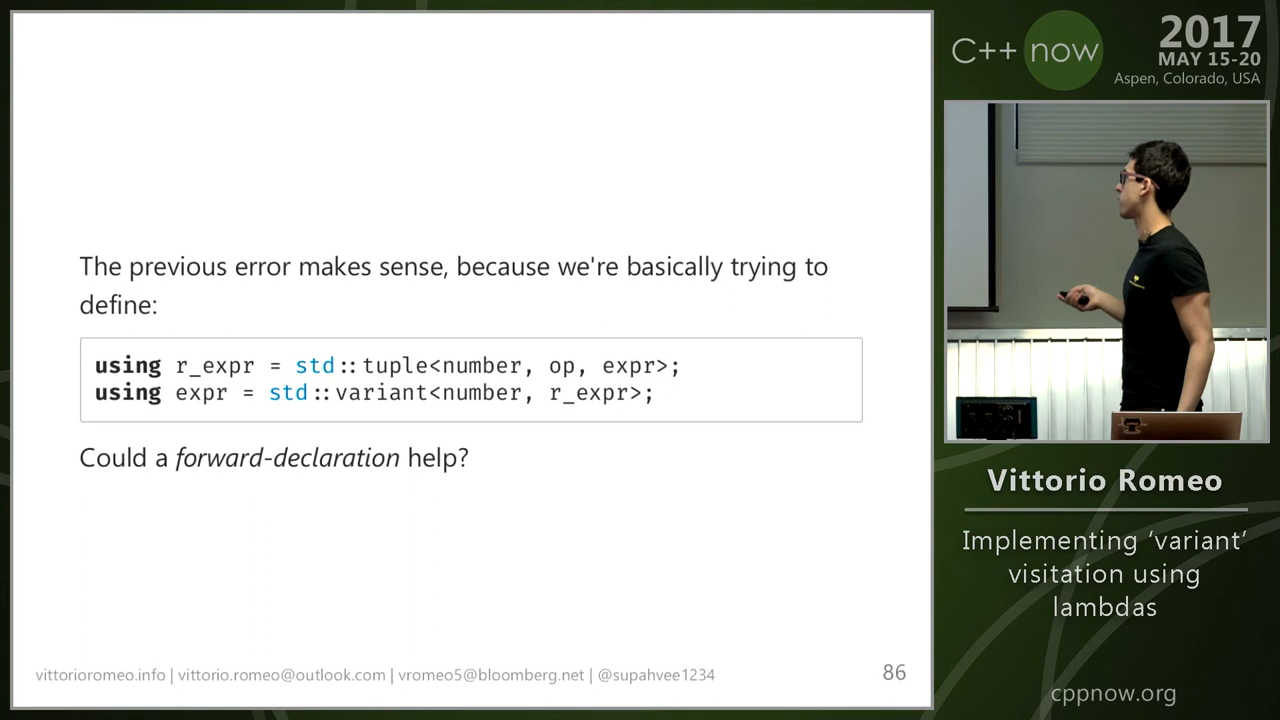 The previous error makes sense, because we're basically trying to
define:
using r_expr = std::tuple<number, op, expr>;
using expr = std::variant<number, r_expr>;
Could a forward-declaration help?
vittorioromeo.info | vittorio.romeo@outlook.com | vromeo5@bloomberg.net | @supahvee1234
86
C++ now
2017
MAY 15-20
Aspen, Colorado, USA
Vittorio Romeo
Implementing ‘variant’
visitation using
lambdas
cppnow.org